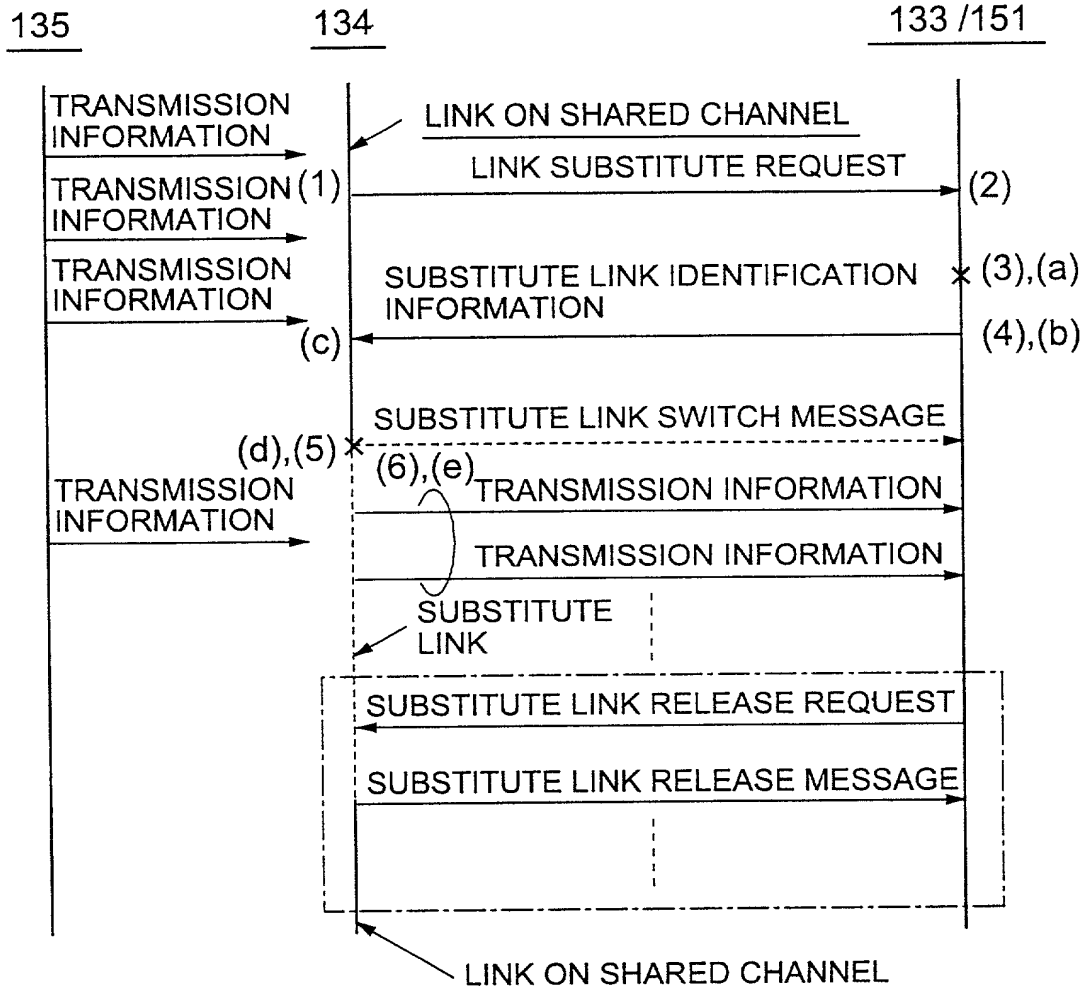 135
134
133 /151
TRANSMISSION
INFORMATION
LINK ON SHARED CHANNEL
LINK SUBSTITUTE REQUEST
TRANSMISSION
INFORMATION
(1)
(2)
TRANSMISSION
INFORMATION
SUBSTITUTE LINK IDENTIFICATION
INFORMATION
(3),(a)
(c)
(4),(b)
SUBSTITUTE LINK SWITCH MESSAGE
(d),(5)
(6),(e)
TRANSMISSION
INFORMATION
TRANSMISSION INFORMATION
TRANSMISSION INFORMATION
SUBSTITUTE
LINK
SUBSTITUTE LINK RELEASE REQUEST
SUBSTITUTE LINK RELEASE MESSAGE
LINK ON SHARED CHANNEL